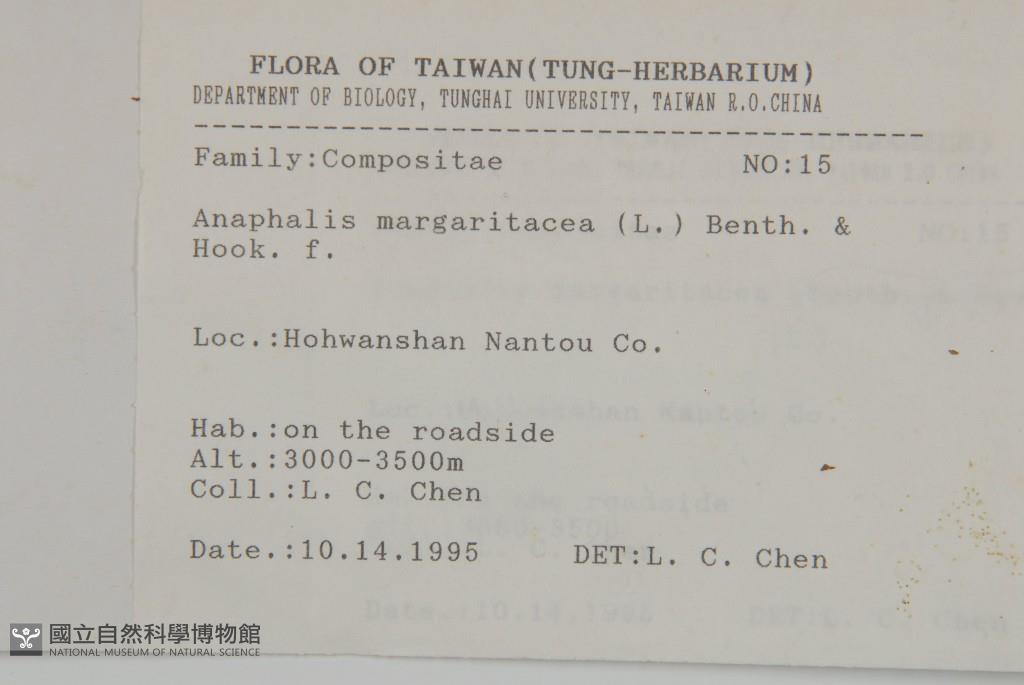 FLORA OF TAIWAN(TUNG-HERBARIUM)
DEPARTMENT OF BIOLOGY, TUNGHAI UNIVERSITY, TAIWAN R.O.CHINA
----------------------------------------
Family:Compositae NO:15
Anaphalis margaritacea (L.) Benth. &
Hook. f.
Loc.:Hohwanshan Nantou Co.
Hab.:on the roadside
Alt.:3000-3500m
Coll.:L. C. Chen
Date.:10.14.1995 DET:L. C. Chen
國立自然科學博物館
NATIONAL MUSEUM OF NATURAL SCIENCE